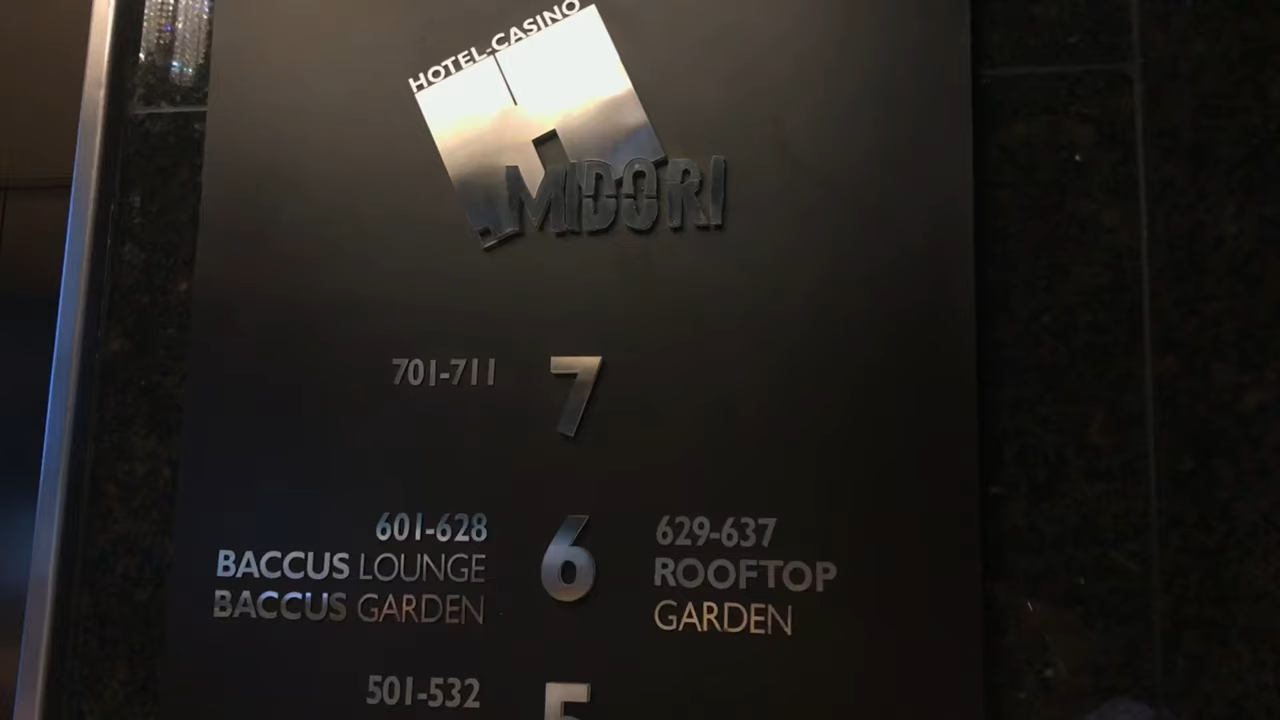 HOTEL-CASINO
MIDORI
701-711 7
601-628 6 629-637
BACCUS LOUNGE ROOFTOP
BACCUS GARDEN GARDEN
501-532 5